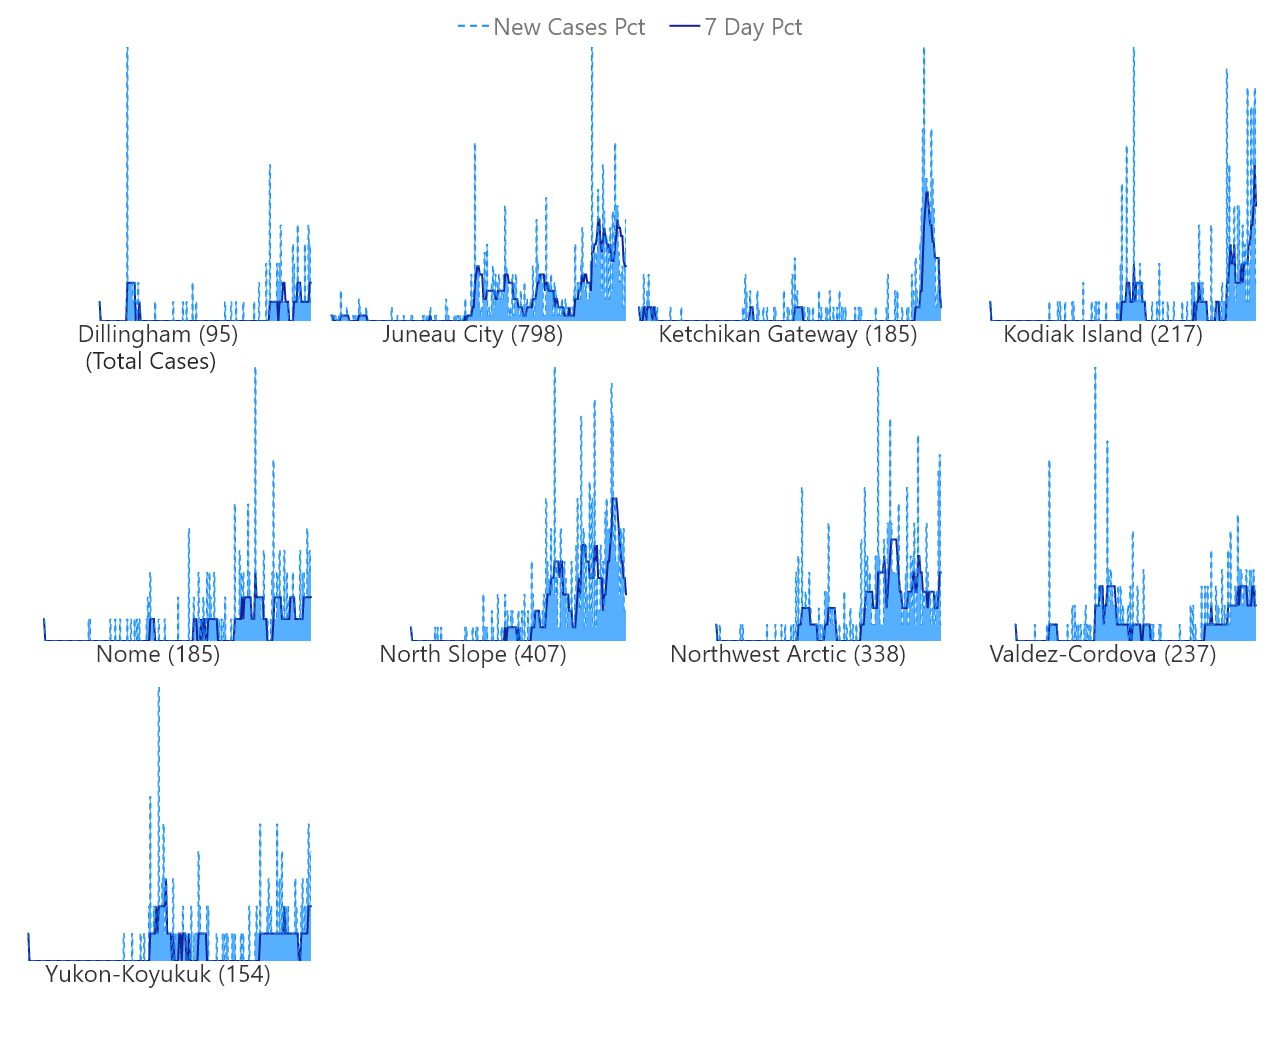 New Cases Pct 7 Day Pct
Dillingham (95)
(Total Cases)
Juneau City (798)
Ketchikan Gateway (185)
Kodiak Island (217)
Nome (185)
North Slope (407)
Northwest Arctic (338)
Valdez-Cordova (237)
Yukon-Koyukuk (154)